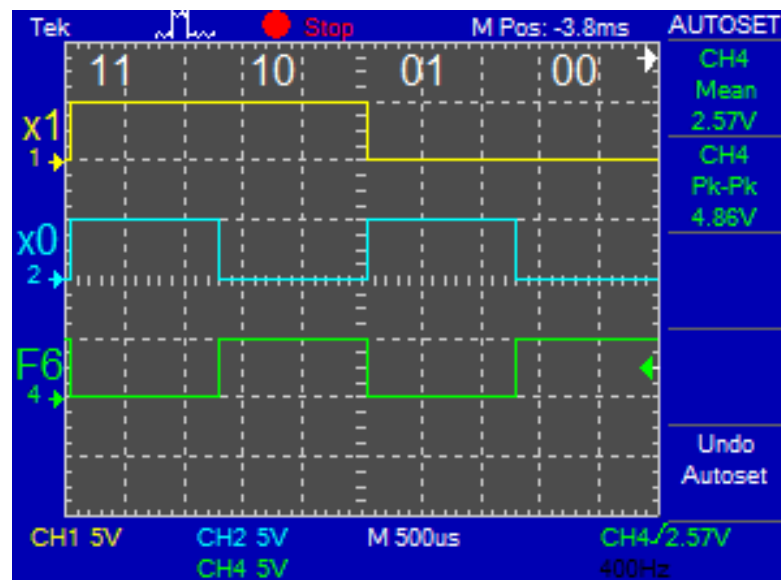 Tek Stop M Pos: -3.8ms AUTOSET
11 10 01 00
CH4
Mean
2.57V
x1
1
CH4
Pk-Pk
4.86V
x0
2
F6
4
Undo
Autoset
CH1 5V CH2 5V M 500us CH4/2.57V
CH4 5V 400Hz